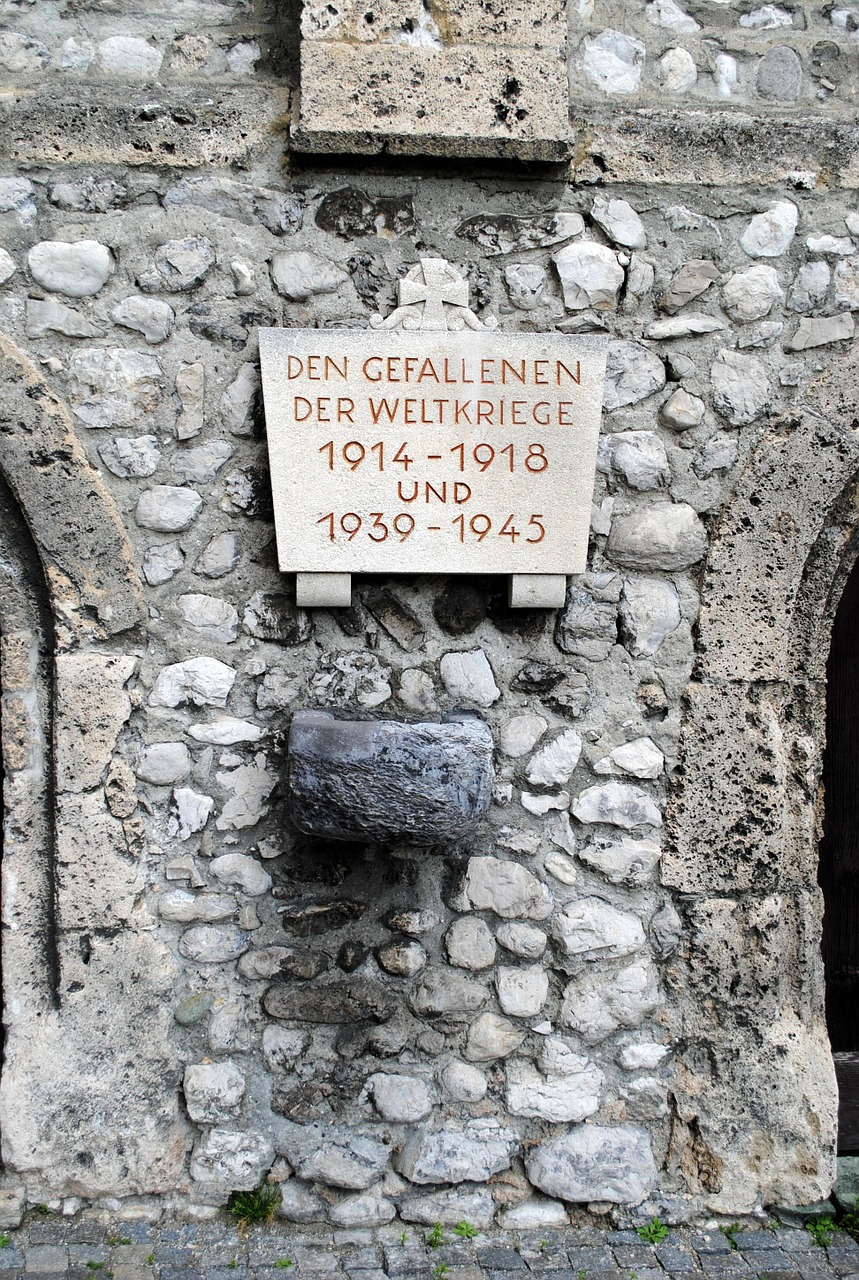 DEN GEFALLENEN
DER WELTKRIEGE
1914-1918
UND
1939-1945